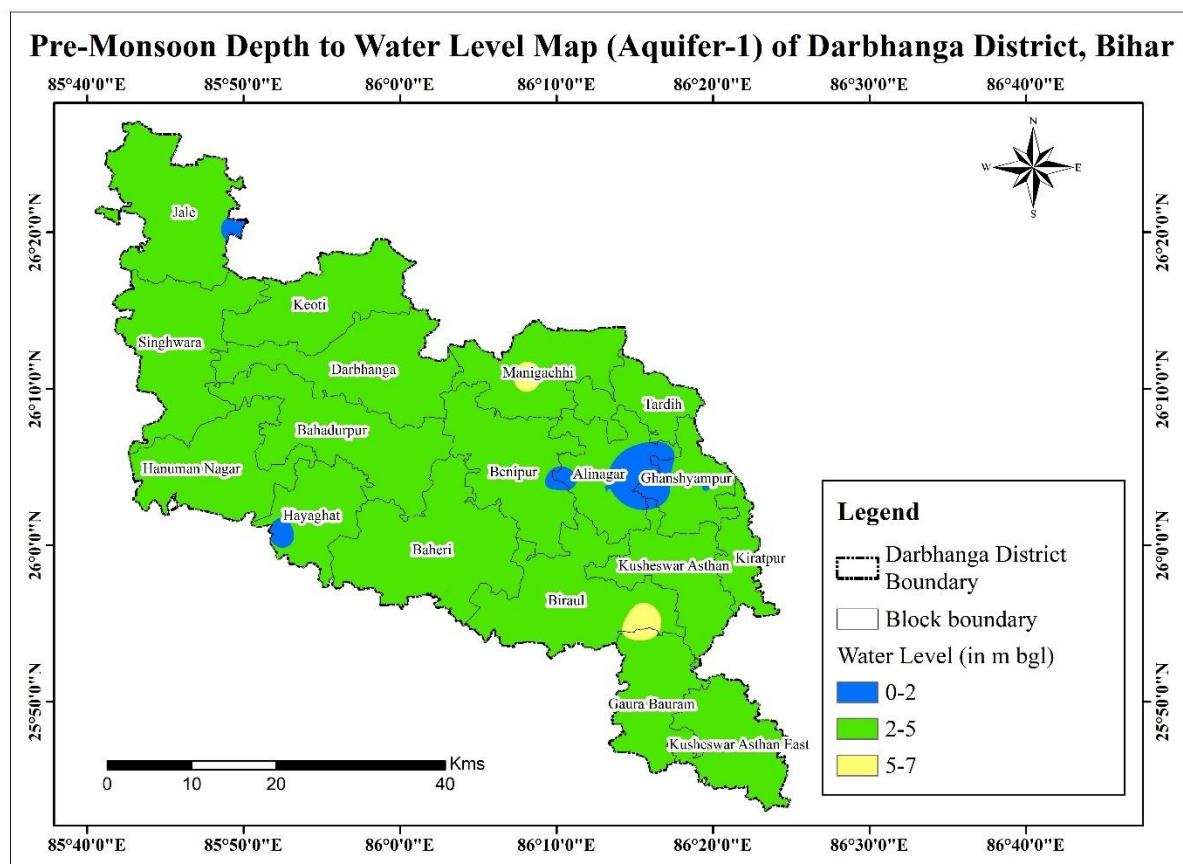 Pre-Monsoon Depth to Water Level Map (Aquifer-1) of Darbhanga District, Bihar
85°40'0"E 85°50'0"E 86°0'0"E 86°10'0"E 86°20'0"E 86°30'0"E 86°40'0"E
N
W E
S
26°20'0"N 26°20'0"N
26°10'0"N 26°10'0"N
26°0'0"N 26°0'0"N
25°50'0"N 25°50'0"N
Jale
Keoti
Singhwara
Darbhanga
Manigachhi
Tardih
Bahadurpur
Hanuman Nagar
Benipur
Alinagar
Ghanshyampur
Hayaghat
Baheri
Kusheswar Asthan
Kiratpur
Biraul
Gaura Bauram
Kusheswar Asthan East
Legend
Darbhanga District
Boundary
Block boundary
Water Level (in m bgl)
0-2
2-5
5-7
Kms
0 10 20 40
85°40'0"E 85°50'0"E 86°0'0"E 86°10'0"E 86°20'0"E 86°30'0"E 86°40'0"E